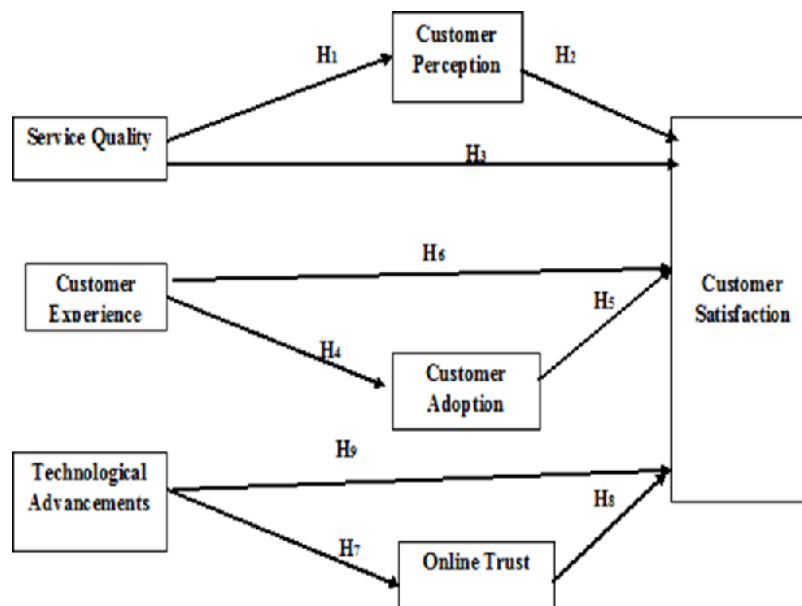 Customer
Perception
H1
H2
Service Quality
H3
Customer
Experience
H6
H5
H4
Customer
Adoption
Customer
Satisfaction
Technological
Advancements
H9
H8
H7
Online Trust